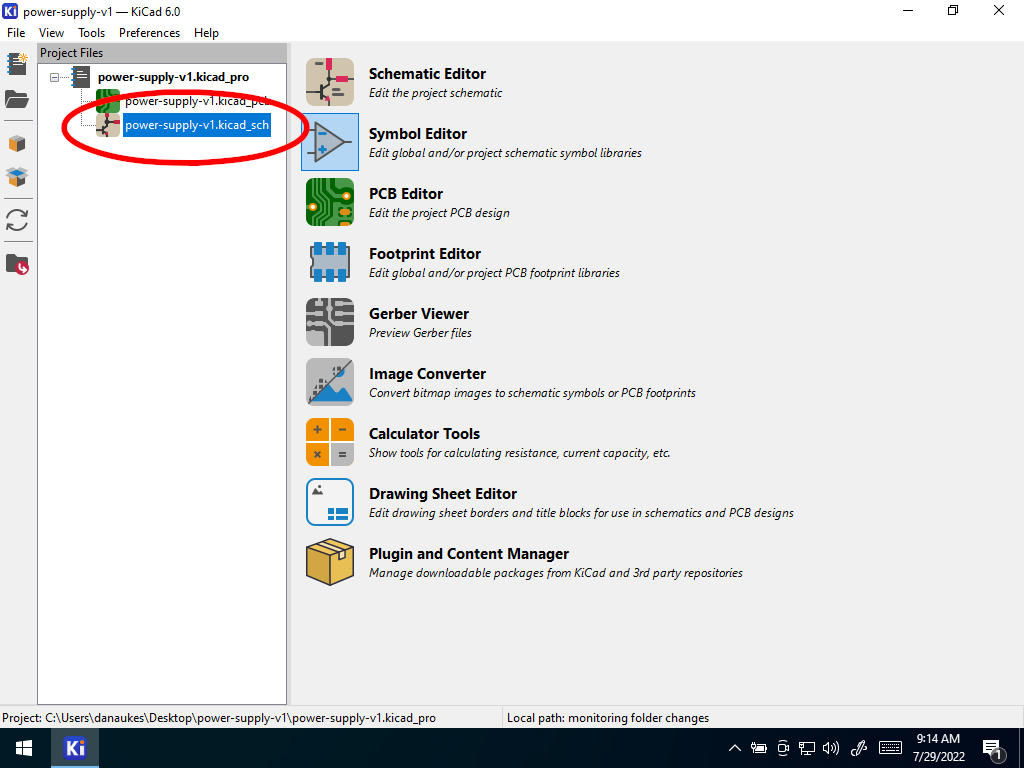 Ki power-supply-v1 — KiCad 6.0
File View Tools Preferences Help
Project Files
power-supply-v1.kicad_pro
power-supply-v1.kicad_pcb
power-supply-v1.kicad_sch
Schematic Editor
Edit the project schematic
Symbol Editor
Edit global and/or project schematic symbol libraries
PCB Editor
Edit the project PCB design
Footprint Editor
Edit global and/or project PCB footprint libraries
Gerber Viewer
Preview Gerber files
Image Converter
Convert bitmap images to schematic symbols or PCB footprints
Calculator Tools
Show tools for calculating resistance, current capacity, etc.
Drawing Sheet Editor
Edit drawing sheet borders and title blocks for use in schematics and PCB designs
Plugin and Content Manager
Manage downloadable packages from KiCad and 3rd party repositories
Project: C:\Users\danaukes\Desktop\power-supply-v1\power-supply-v1.kicad_pro
Local path: monitoring folder changes
Ki
9:14 AM
7/29/2022
1